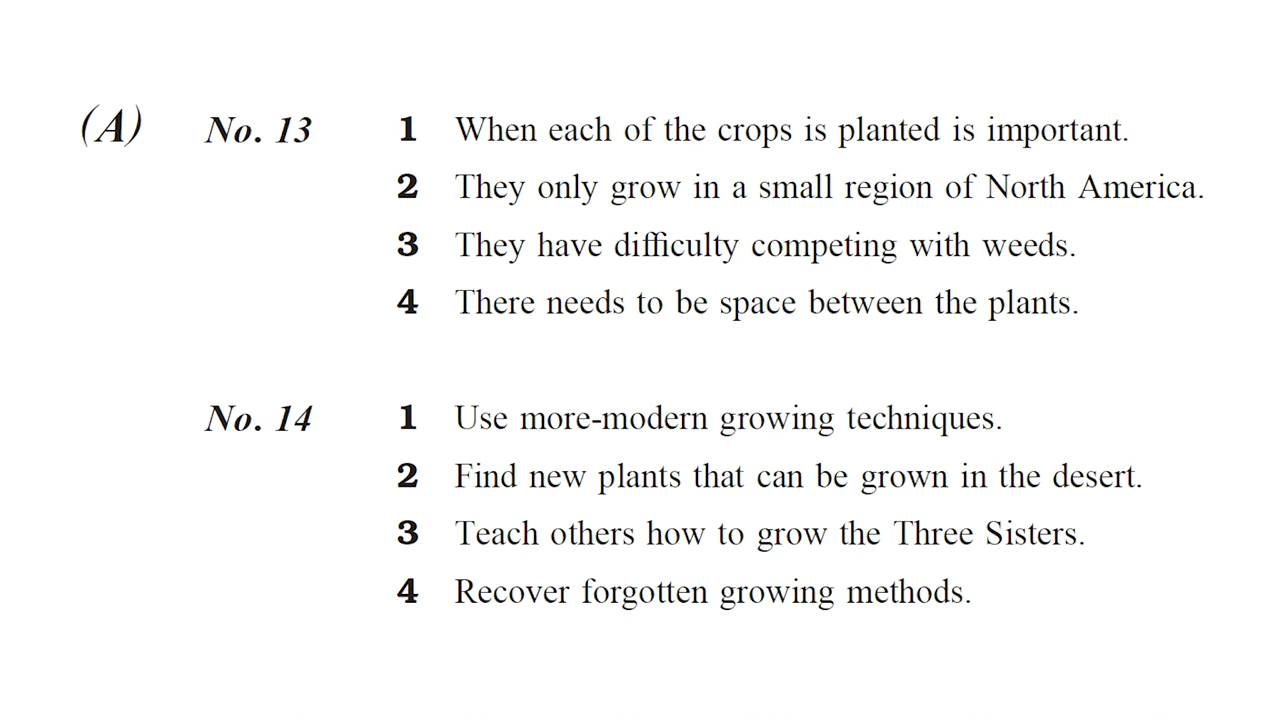 (A) No. 13 1 When each of the crops is planted is important.
2 They only grow in a small region of North America.
3 They have difficulty competing with weeds.
4 There needs to be space between the plants.
No. 14 1 Use more-modern growing techniques.
2 Find new plants that can be grown in the desert.
3 Teach others how to grow the Three Sisters.
4 Recover forgotten growing methods.